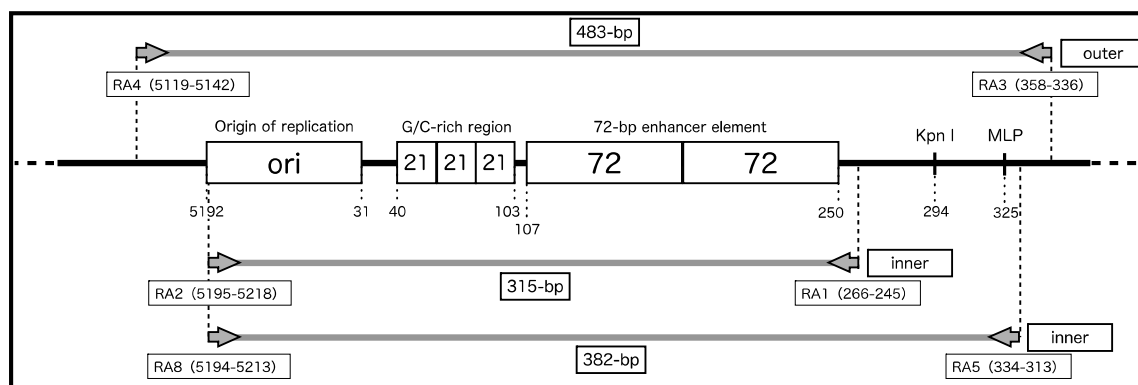 483-bp
outer
RA4 (5119-5142)
RA3 (358-336)
Origin of replication
G/C-rich region
72-bp enhancer element
Kpn I
MLP
ori
21
21
21
72
72
5192
31
40
103
107
250
294
325
inner
315-bp
RA2 (5195-5218)
RA1 (266-245)
inner
382-bp
RA8 (5194-5213)
RA5 (334-313)